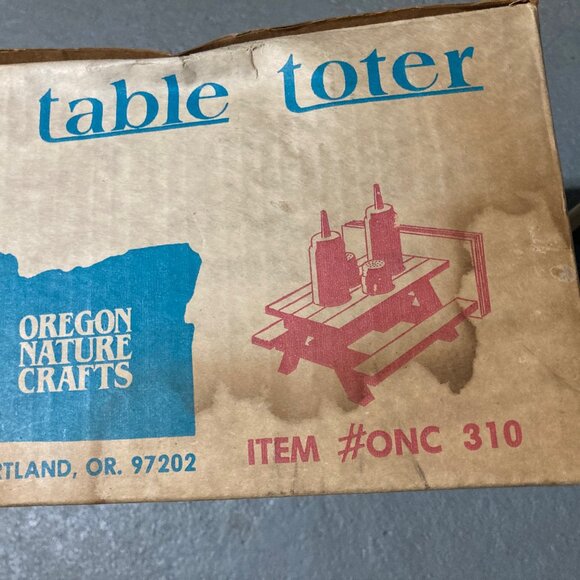 table toter
OREGON
NATURE
CRAFTS
RTLAND, OR. 97202
ITEM #ONC 310